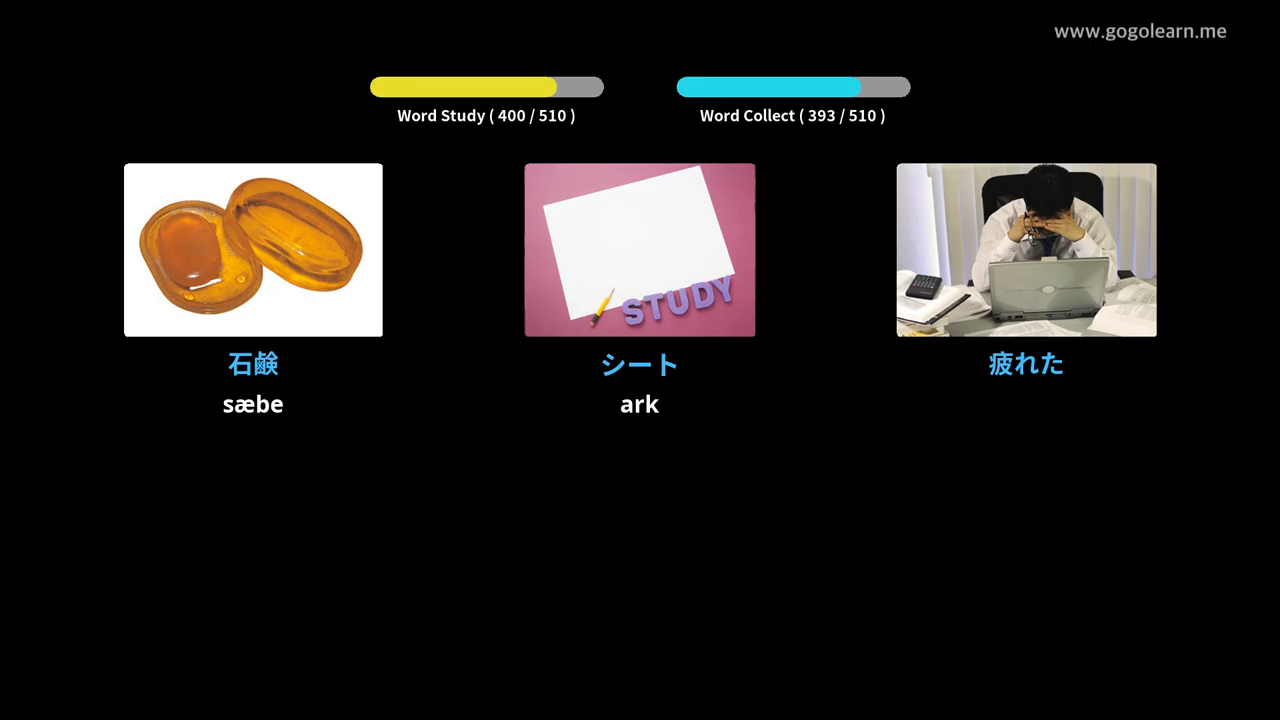 www.gogolearn.me
Word Study ( 400 / 510 )
Word Collect ( 393 / 510 )
STUDY
石鹸
シート
疲れた
sæbe
ark